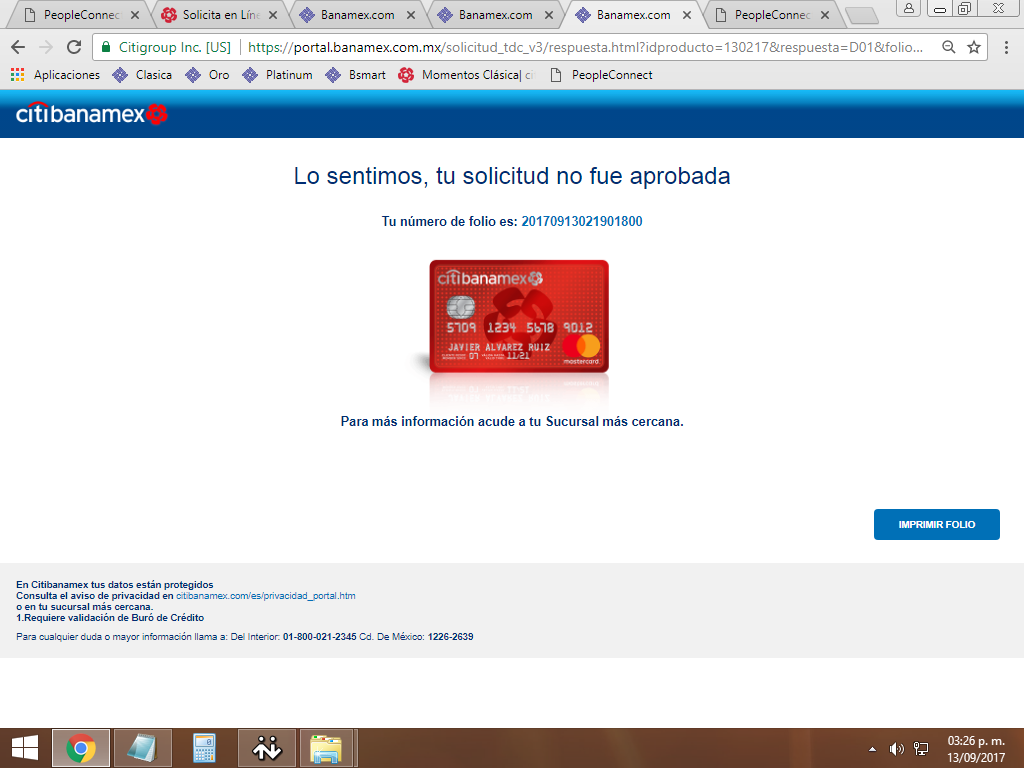 PeopleConnec
Solicita en Líne
Banamex.com
Banamex.com
Banamex.com
PeopleConnec
Citigroup Inc. [US]
https://portal.banamex.com.mx/solicitud_tdc_v3/respuesta.html?idproducto=130217&respuesta=D01&folio...
Aplicaciones
Clasica
Oro
Platinum
Bsmart
Momentos Clásica| ci
PeopleConnect
citibanamex
Lo sentimos, tu solicitud no fue aprobada
Tu número de folio es: 20170913021901800
citibanamex
5709 1234 5678 9012
07 11/21
JAVIER ALVAREZ RUIZ
mastercard
Para más información acude a tu Sucursal más cercana.
IMPRIMIR FOLIO
En Citibanamex tus datos están protegidos
Consulta el aviso de privacidad en citibanamex.com/es/privacidad_portal.htm
o en tu sucursal más cercana.
1.Requiere validación de Buró de Crédito
Para cualquier duda o mayor información llama a: Del Interior: 01-800-021-2345 Cd. De México: 1226-2639
03:26 p. m.
13/09/2017